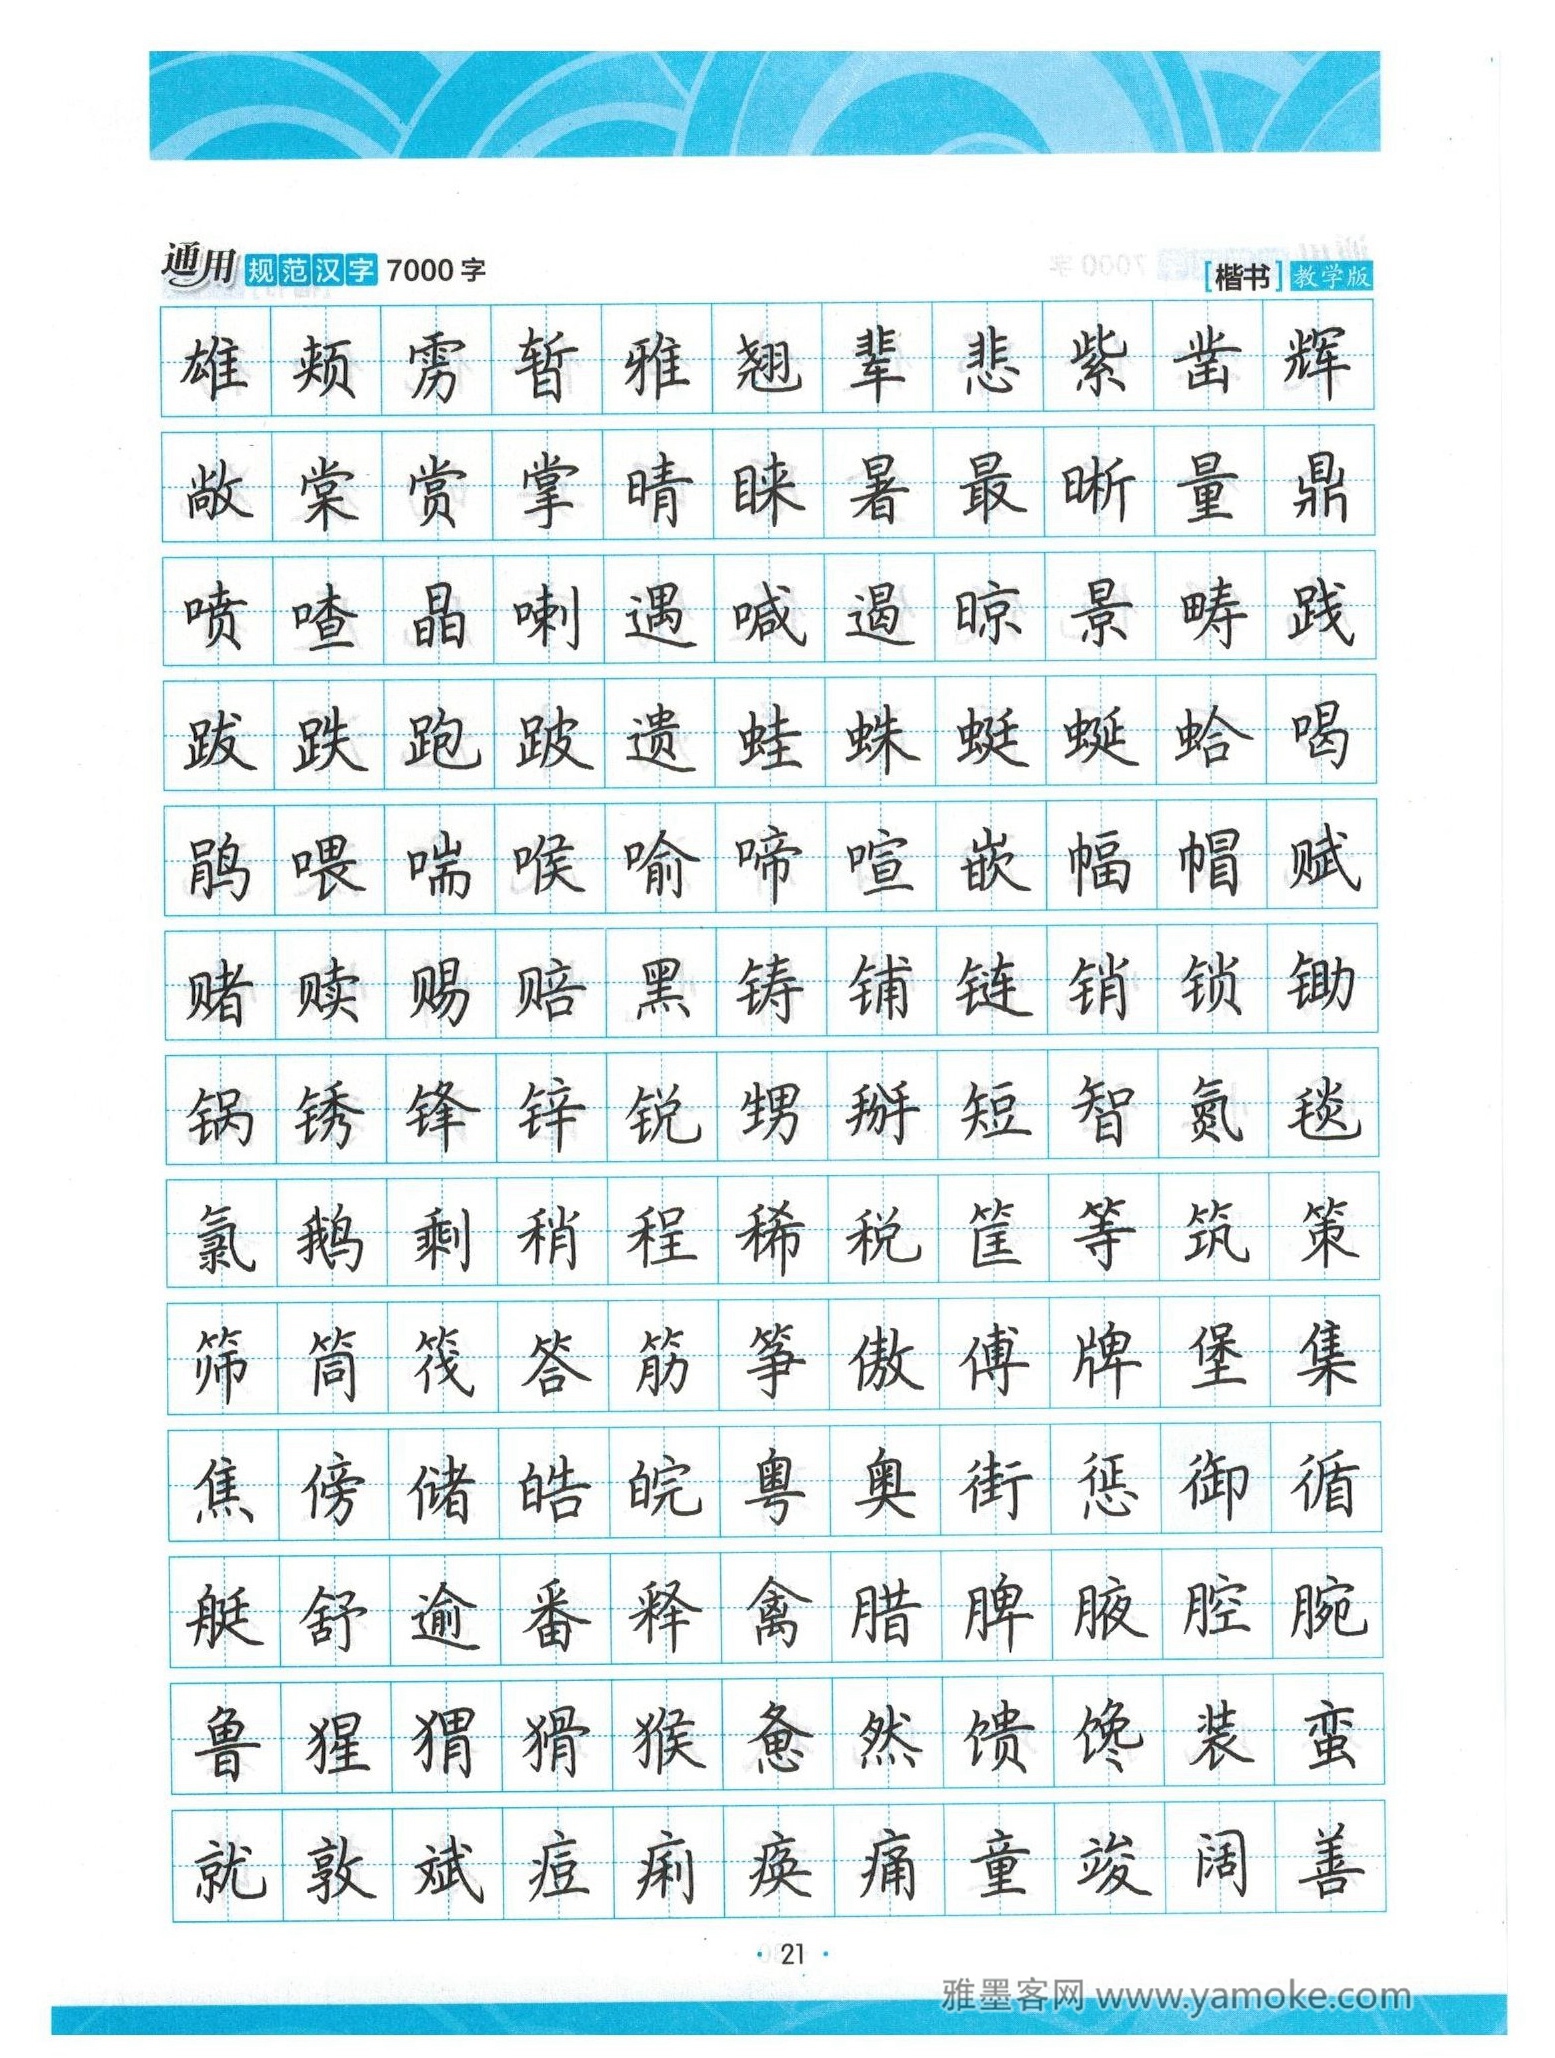 通用规范汉字7000字 [楷书]教学版
雄颊雳暂雅翘辈悲紫凿辉
敞棠赏掌晴睐暑最晰量鼎
喷喳晶喇遇喊遏晾景畴践
跋跌跑跛遗蛙蛛蜓蜒蛤喝
鹃喂喘喉喻啼喧嵌幅帽赋
赌赎赐赔黑铸铺链销锁锄
锅锈锋锌锐甥掰短智氮毯
氯鹅剩稍程稀税筐等筑策
筛筒筏答筋筝傲傅牌堡集
焦傍储皓皖粤奥街惩御循
艇舒逾番释禽腊脾腋腔腕
鲁猩猬猾猴惫然馈馋装蛮
就敦斌痘痢痪痛童竣阔善
· 21 ·
雅墨客网 www.yamoke.com